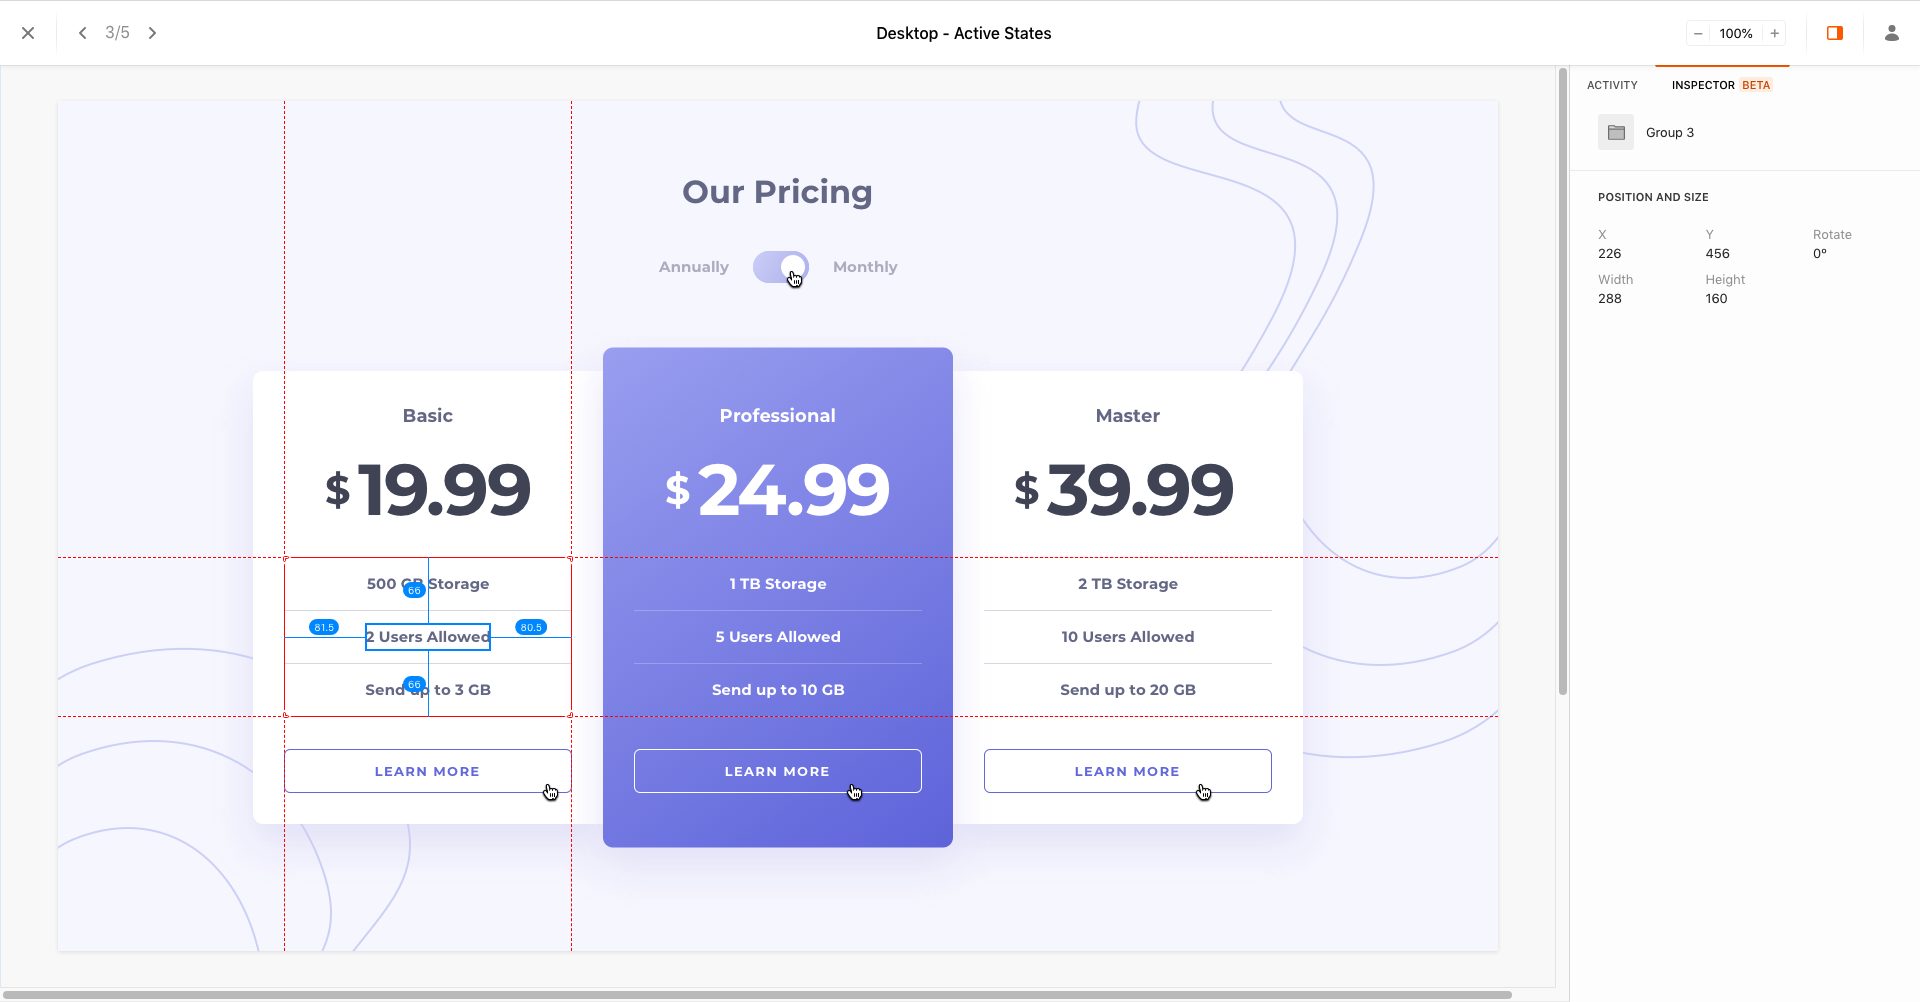 3/5
Desktop - Active States
− 100% +
ACTIVITY INSPECTOR BETA
Group 3
POSITION AND SIZE
X Y Rotate
226 456 0º
Width Height
288 160
Our Pricing
Annually Monthly
Basic
$ 19.99
500 GB Storage
66
81.5 80.5
2 Users Allowed
66
Send up to 3 GB
LEARN MORE
Professional
$ 24.99
1 TB Storage
5 Users Allowed
Send up to 10 GB
LEARN MORE
Master
$ 39.99
2 TB Storage
10 Users Allowed
Send up to 20 GB
LEARN MORE